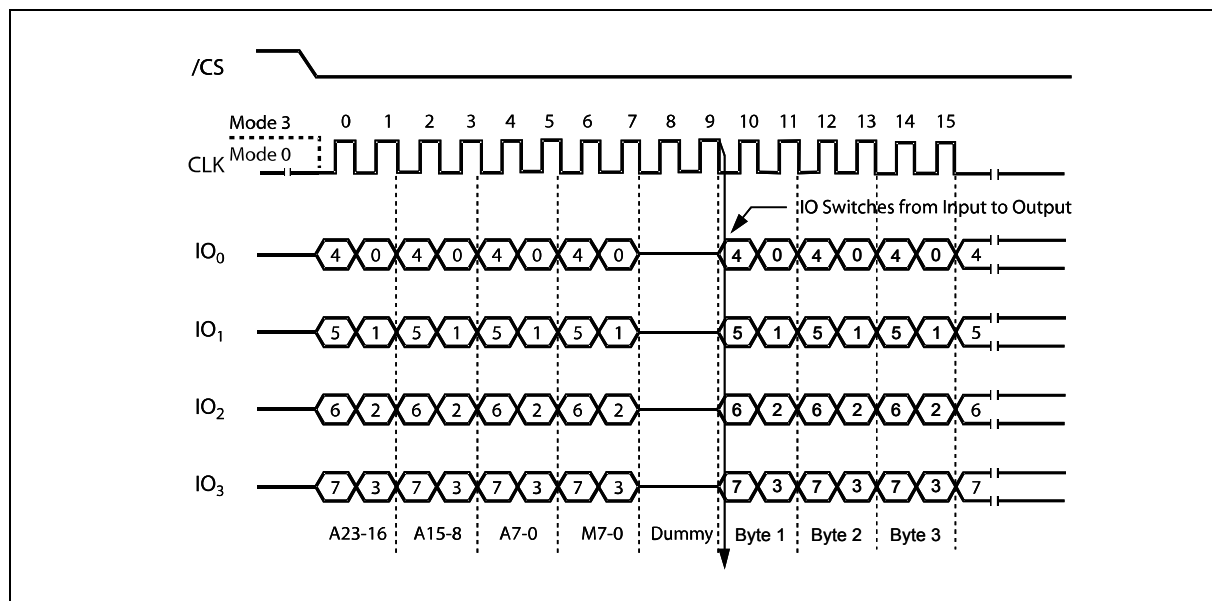 /CS
Mode 3 0 1 2 3 4 5 6 7 8 9 10 11 12 13 14 15
CLK Mode 0
IO Switches from Input to Output
IO₀ 4 0 4 0 4 0 4 0 4 0 4 0 4 0 4
IO₁ 5 1 5 1 5 1 5 1 5 1 5 1 5 1 5
IO₂ 6 2 6 2 6 2 6 2 6 2 6 2 6 2 6
IO₃ 7 3 7 3 7 3 7 3 7 3 7 3 7 3 7
A23-16 A15-8 A7-0 M7-0 Dummy Byte 1 Byte 2 Byte 3